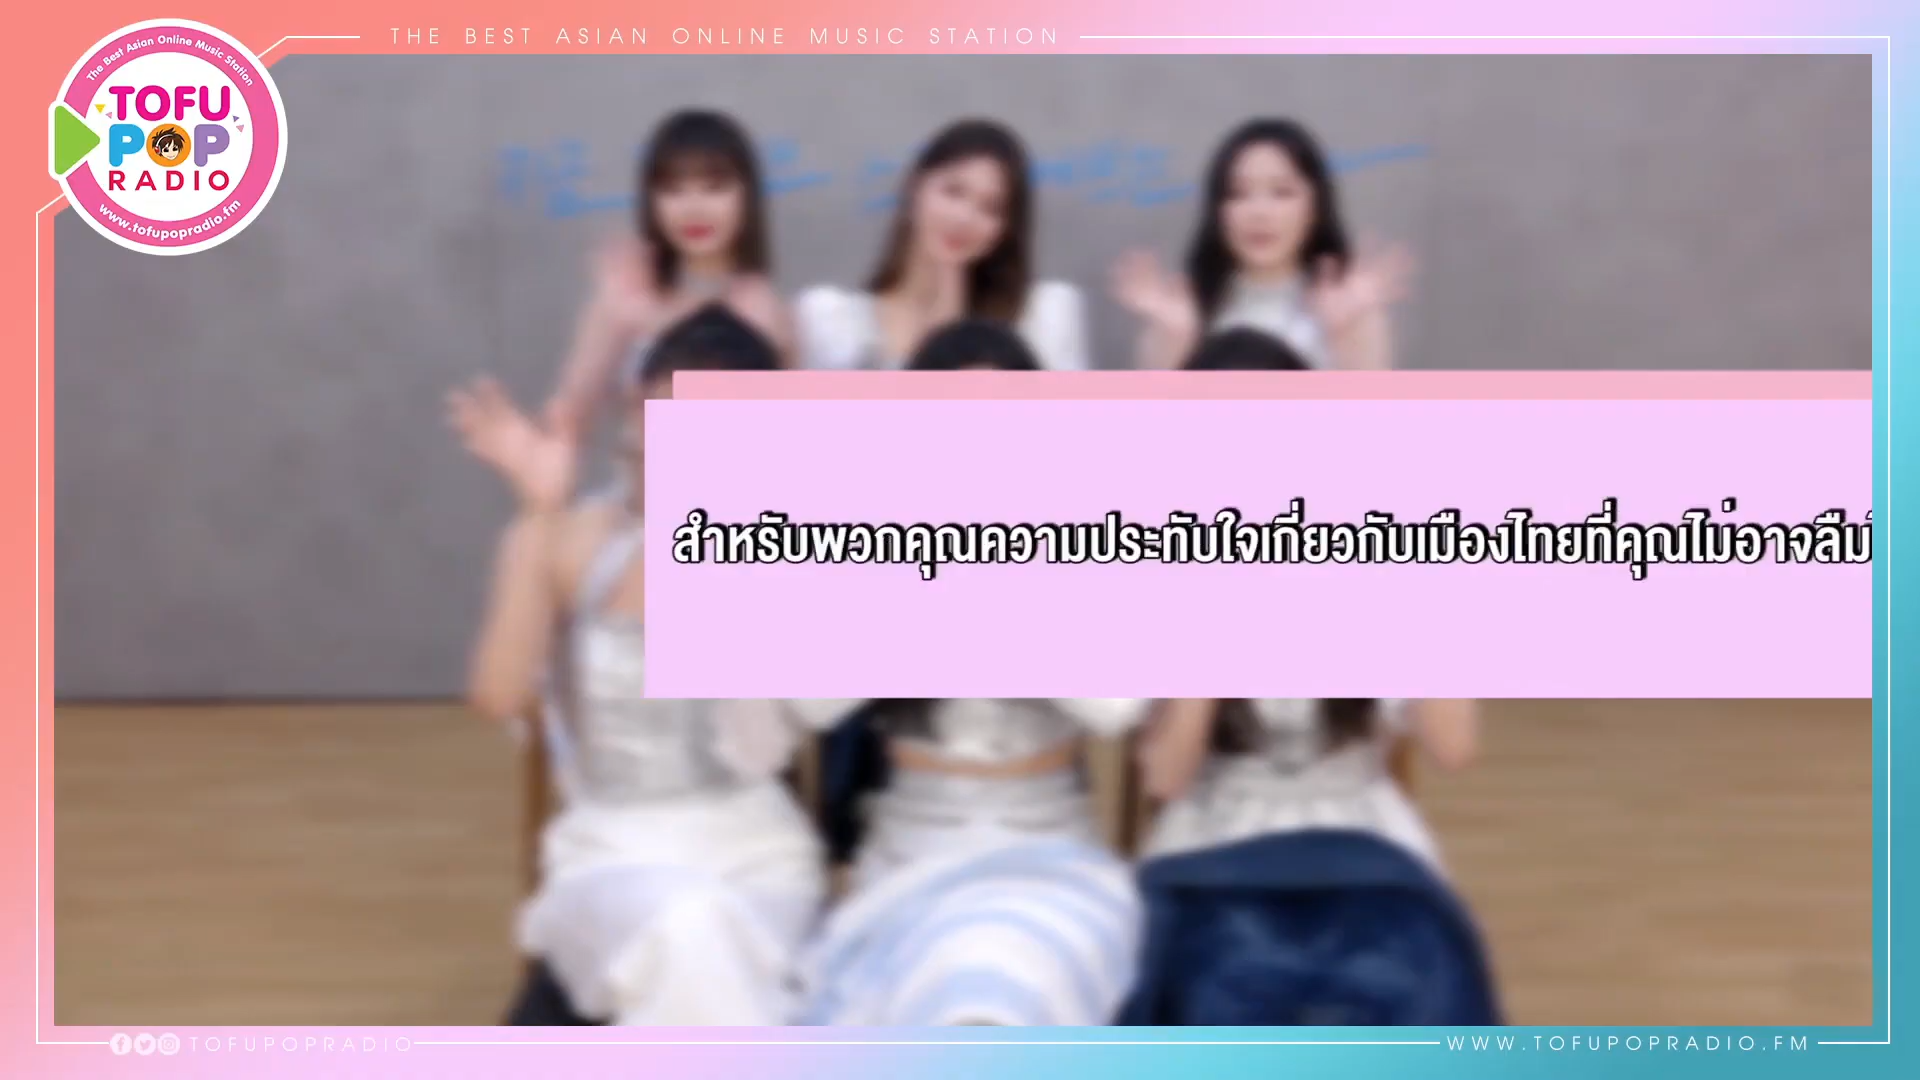 THE BEST ASIAN ONLINE MUSIC STATION
The Best Asian Online Music Station
TOFU
POP
RADIO
www.tofupopradio.fm
สำหรับพวกคุณความประทับใจเกี่ยวกับเมืองไทยที่คุณไม่อาจลืม
TOFUPOPRADIO
WWW.TOFUPOPRADIO.FM